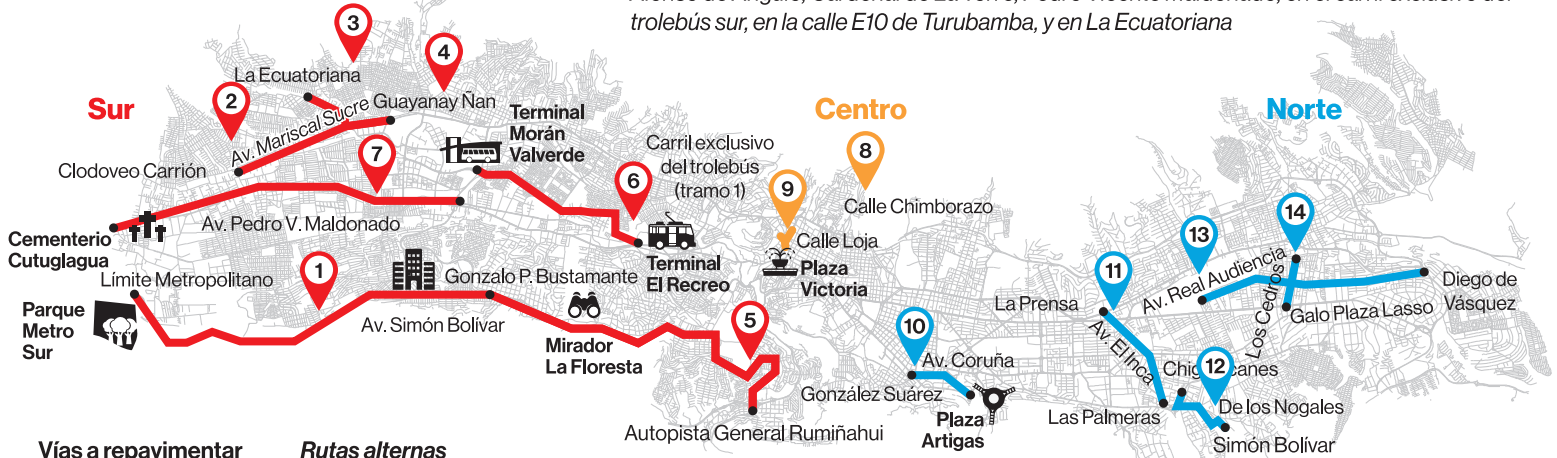 trolebús sur, en la calle E10 de Turubamba, y en La Ecuatoriana
Sur
Centro
Norte
3
La Ecuatoriana
4
2
Av. Mariscal Sucre
Guayanay Ñan
Clodoveo Carrión
7
Terminal
Morán
Valverde
Carril exclusivo
del trolebús
(tramo 1)
6
Terminal
El Recreo
Av. Pedro V. Maldonado
Cementerio
Cutuglagua
Límite Metropolitano
Parque
Metro
Sur
1
Gonzalo P. Bustamante
Av. Simón Bolivar
Mirador
La Floresta
5
Autopista General Rumiñahui
8
Calle Chimborazo
9
Calle Loja
Plaza
Victoria
10
Av. Coruña
González Suárez
Plaza
Artigas
La Prensa
11
Av. El Inca
Las Palmeras
13
Av. Real Audiencia
14
Los Cedros
Galo Plaza Lasso
Diego de
Vásquez
12
De los Nogales
Simón Bolívar
Vías a repavimentar
Rutas alternas